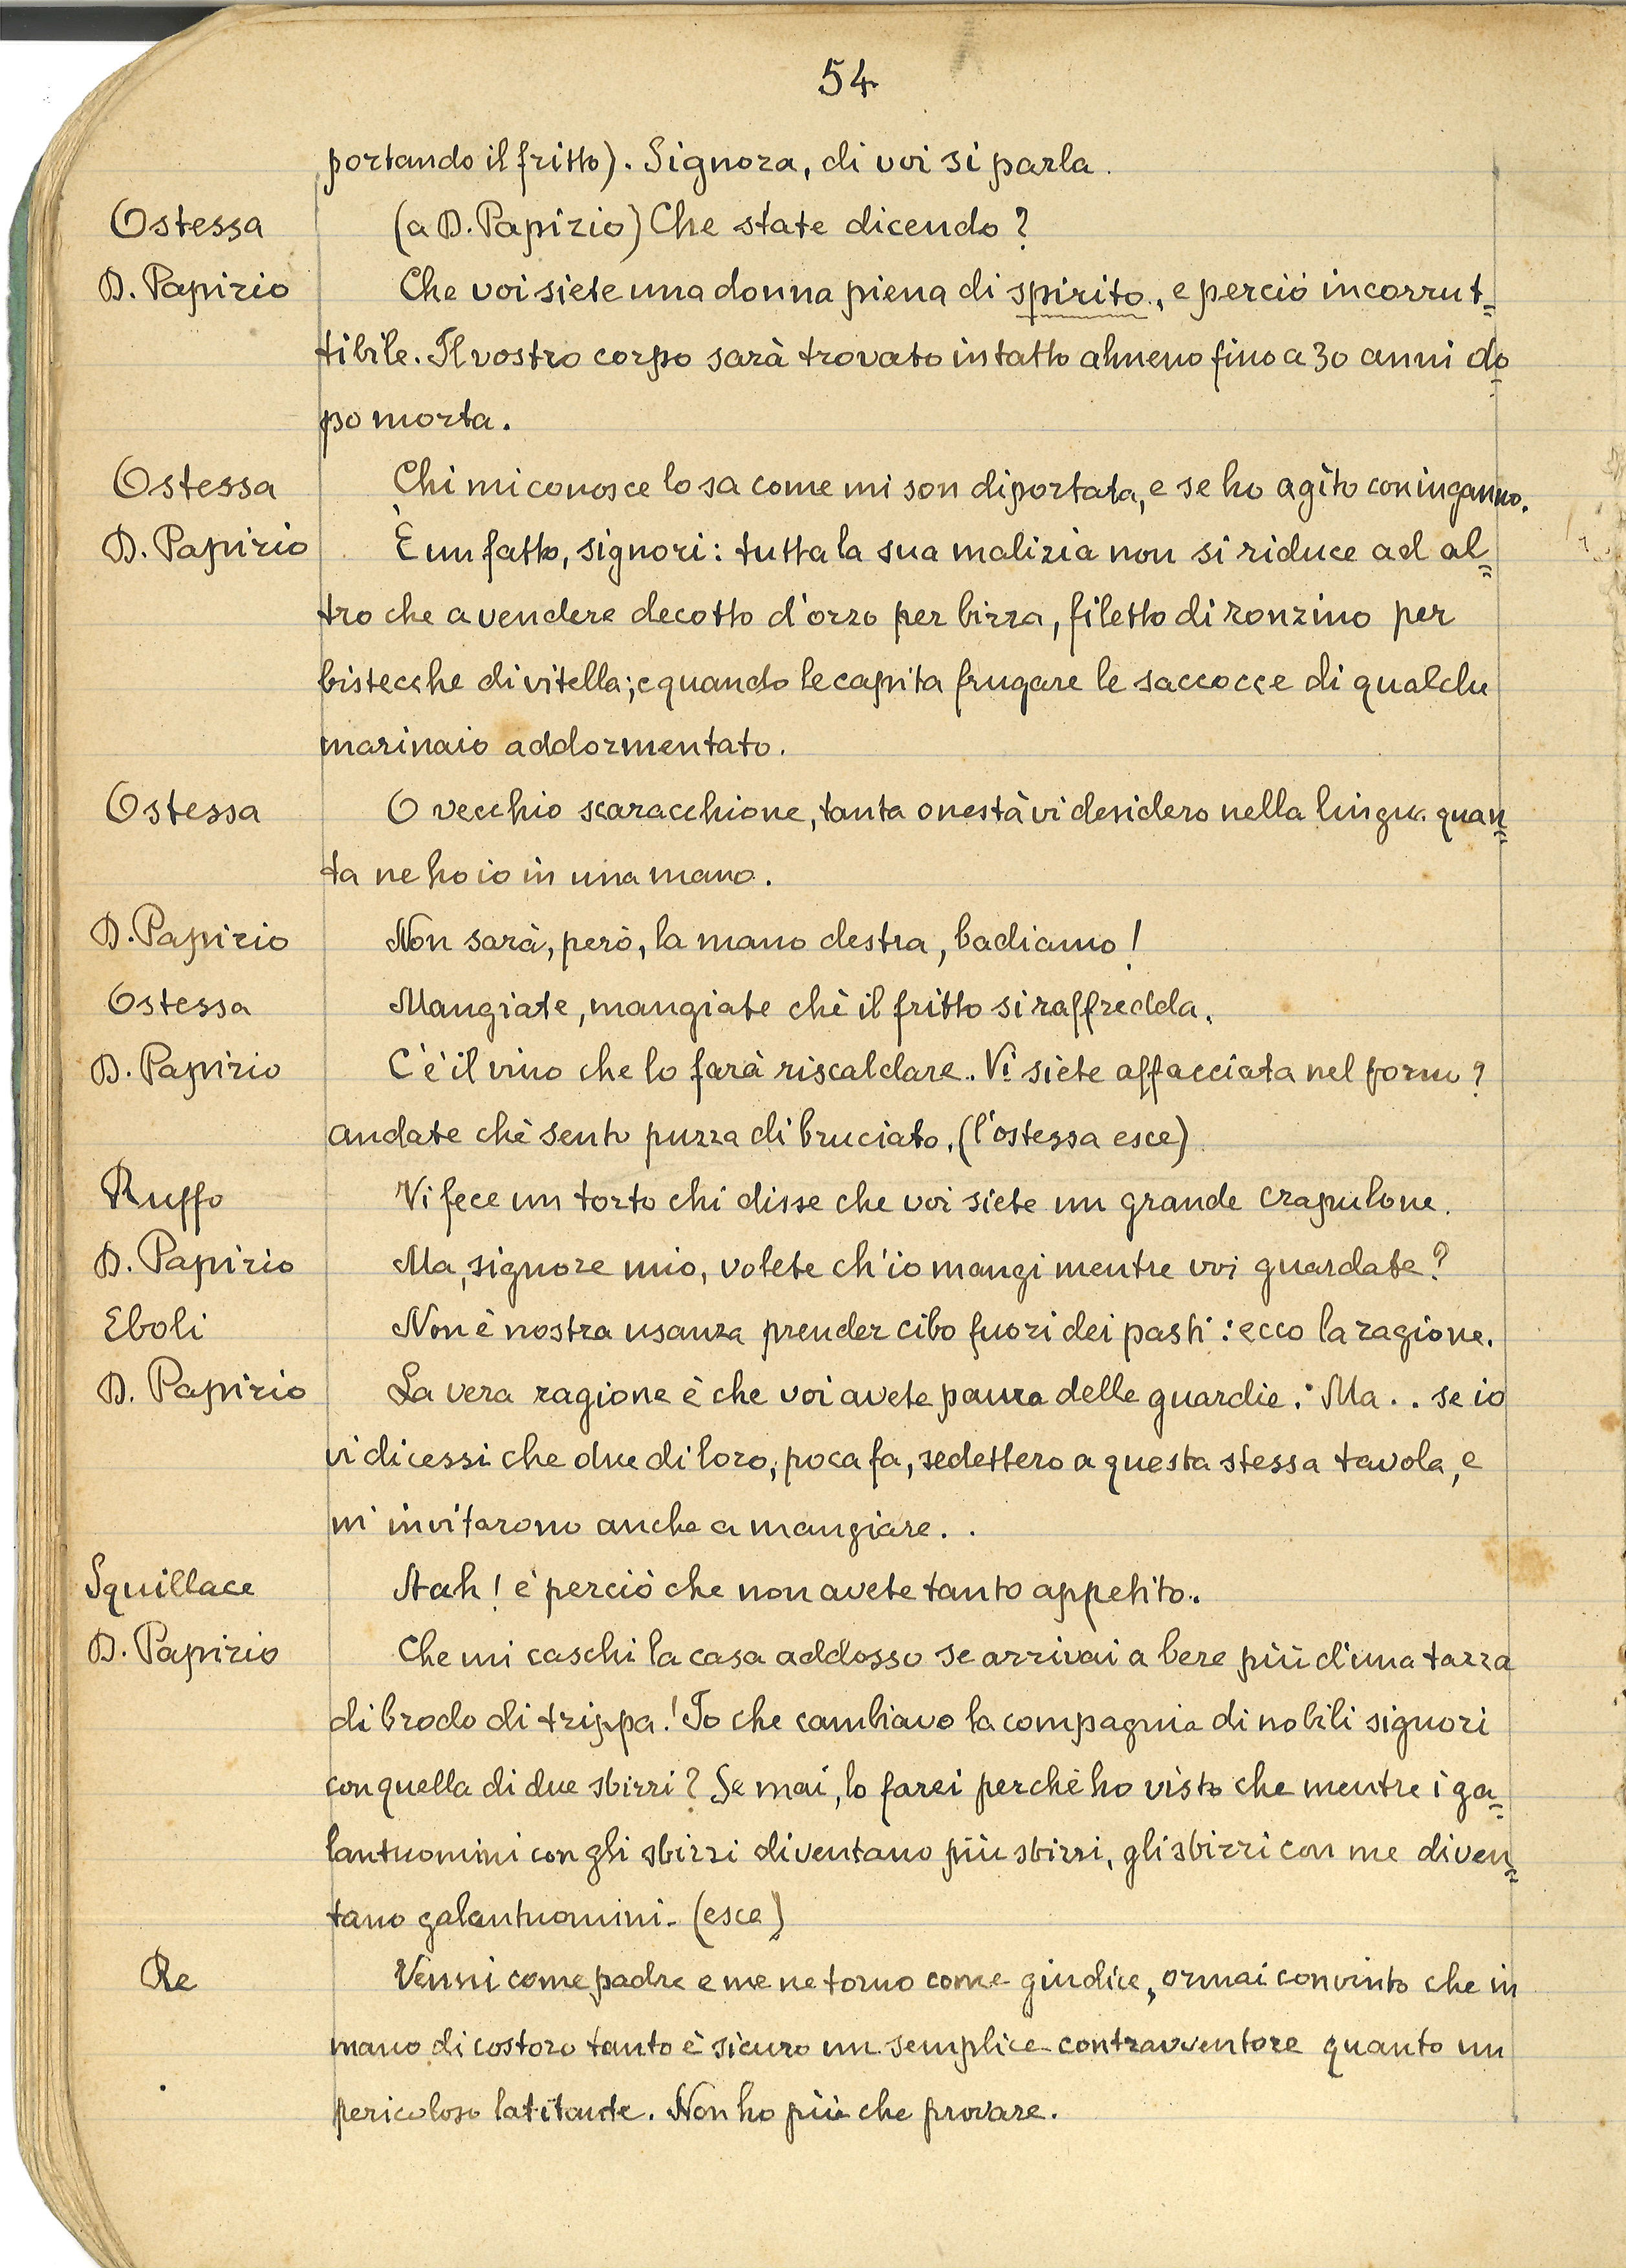 54
portando il fritto). Signora, di voi si parla.
Ostessa (a D. Papirio) Che state dicendo?
D. Papirio Che voi siete una donna piena di spirito, e perciò incorrut=
tibile. Il vostro corpo sarà trovato intatto almeno fino a 30 anni do=
po morta.
Ostessa Chi mi conosce lo sa come mi son diportata, e se ho agito con inganno.
D. Papirio È un fatto, signori: tutta la sua malizia non si riduce ad al=
tro che a vendere decotto d'orzo per birra, filetto di ronzino per
bistecche di vitella; e quando le capita frugare le saccocce di qualche
marinaio addormentato.
Ostessa O vecchio scaracchione, tanta onestà vi desidero nella lingua quan=
ta ne ho io in una mano.
D. Papirio Non sarà, però, la mano destra, badiamo!
Ostessa Mangiate, mangiate chè il fritto si raffredda.
D. Papirio C'è il vino che lo farà riscaldare. Vi siete affacciata nel forno?
andate chè sento puzza di bruciato. (l'ostessa esce)
Ruffo Vi fece un torto chi disse che voi siete un grande crapulone.
D. Papirio Ma, signore mio, volete ch'io mangi mentre voi guardate?
Eboli Non è nostra usanza prender cibo fuori dei pasti: ecco la ragione.
D. Papirio La vera ragione è che voi avete paura delle guardie. Ma.. se io
vi dicessi che due di loro, poca fa, sedettero a questa stessa tavola, e
mi invitarono anche a mangiare..
Squillace Aah! è perciò che non avete tanto appetito.
D. Papirio Che mi caschi la casa addosso se arrivai a bere più d'una tazza
di brodo di trippa! Io che cambiavo la compagnia di nobili signori
con quella di due sbirri? Se mai, lo farei perchè ho visto che mentre i ga=
lantuomini con gli sbirri diventano più sbirri, gli sbirri con me diven=
tano galantuomini. (esce)
Re Venni come padre e me ne torno come giudice, ormai convinto che in
mano di costoro tanto è sicuro un semplice contravventore quanto un
pericoloso latitante. Non ho più che provare.